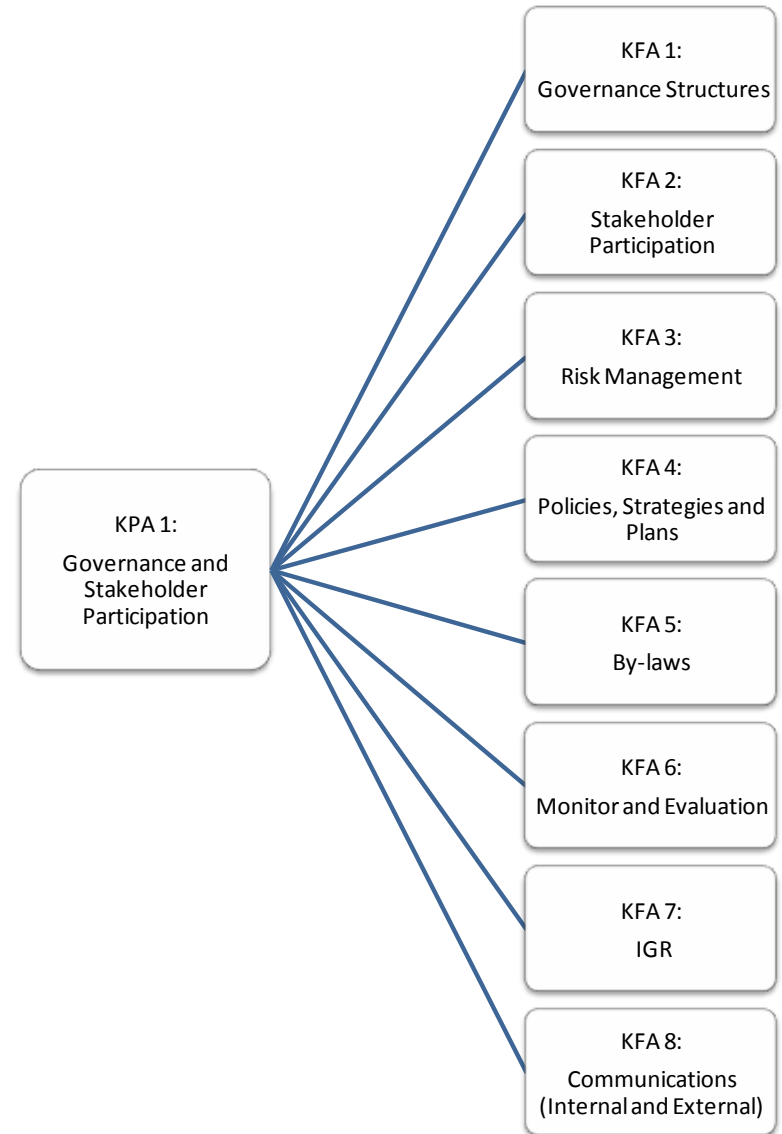 KFA 1:
Governance Structures
KFA 2:
Stakeholder
Participation
KFA 3:
Risk Management
KFA 4:
Policies, Strategies and
Plans
KPA 1:
Governance and
Stakeholder
Participation
KFA 5:
By-laws
KFA 6:
Monitor and Evaluation
KFA 7:
IGR
KFA 8:
Communications
(Internal and External)